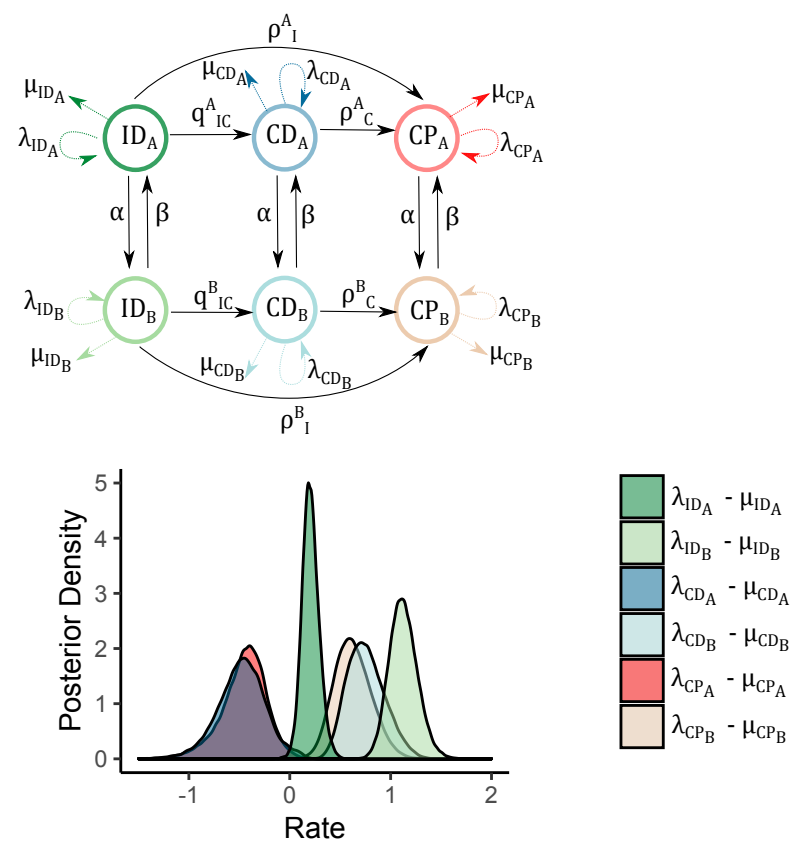 ρ^A_I
μ_ID_A
λ_ID_A
ID_A
q^A_IC
μ_CD_A
λ_CD_A
CD_A
ρ^A_C
CP_A
μ_CP_A
λ_CP_A
α β α β α β
λ_ID_B
μ_ID_B
ID_B
q^B_IC
CD_B
μ_CD_B
λ_CD_B
ρ^B_C
CP_B
λ_CP_B
μ_CP_B
ρ^B_I
Posterior Density
5
4
3
2
1
0
-1 0 1 2
Rate
λ_ID_A - μ_ID_A
λ_ID_B - μ_ID_B
λ_CD_A - μ_CD_A
λ_CD_B - μ_CD_B
λ_CP_A - μ_CP_A
λ_CP_B - μ_CP_B